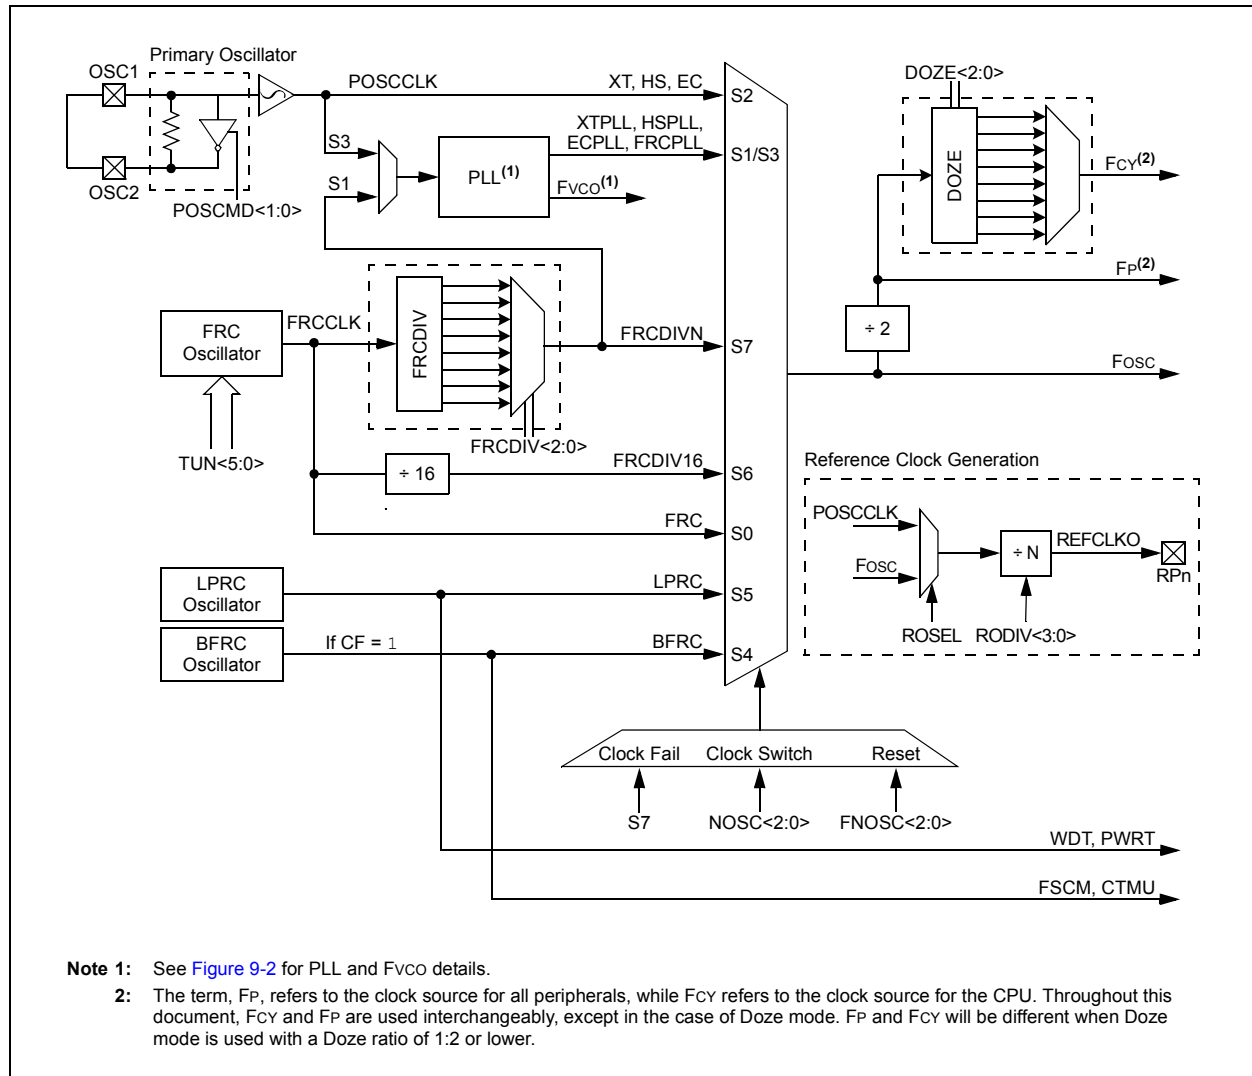 Primary Oscillator
OSC1
OSC2
POSCMD<1:0>
POSCCLK
XT, HS, EC
S2
S3
S1
PLL(1)
XTPLL, HSPLL,
ECPLL, FRCPLL
S1/S3
FVCO(1)
FRC
Oscillator
TUN<5:0>
FRCCLK
FRCDIV
FRCDIV<2:0>
FRCDIVN
S7
÷ 16
FRCDIV16
S6
FRC
S0
LPRC
Oscillator
LPRC
S5
BFRC
Oscillator
If CF = 1
BFRC
S4
Clock Fail
Clock Switch
Reset
S7
NOSC<2:0>
FNOSC<2:0>
WDT, PWRT
FSCM, CTMU
DOZE<2:0>
DOZE
FCY(2)
FP(2)
÷ 2
FOSC
Reference Clock Generation
POSCCLK
FOSC
÷ N
REFCLKO
RPn
ROSEL
RODIV<3:0>
Note 1: See Figure 9-2 for PLL and FVCO details.
2: The term, FP, refers to the clock source for all peripherals, while FCY refers to the clock source for the CPU. Throughout this
document, FCY and FP are used interchangeably, except in the case of Doze mode. FP and FCY will be different when Doze
mode is used with a Doze ratio of 1:2 or lower.